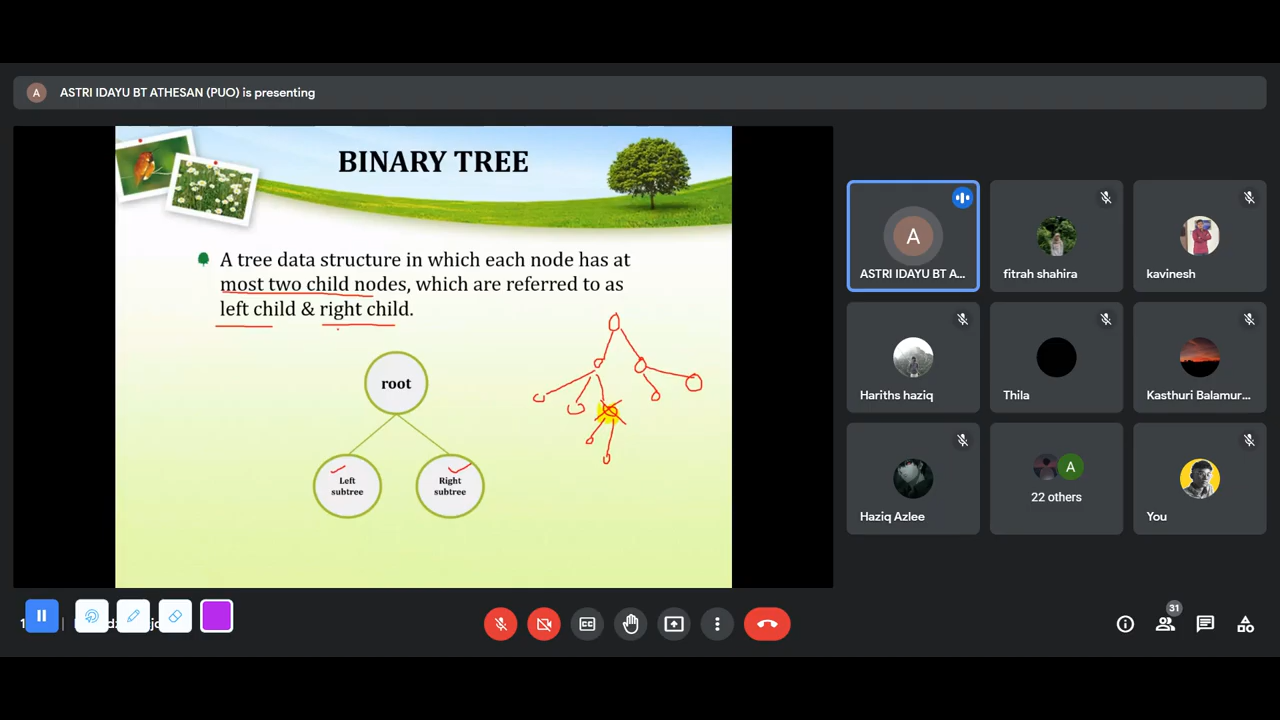 A
ASTRI IDAYU BT ATHESAN (PUO) is presenting
BINARY TREE
A tree data structure in which each node has at
most two child nodes, which are referred to as
left child & right child.
root
Left
subtree
Right
subtree
A
ASTRI IDAYU BT A...
fitrah shahira
kavinesh
Hariths haziq
Thila
Kasthuri Balamur...
Haziq Azlee
A
22 others
You
CC
31